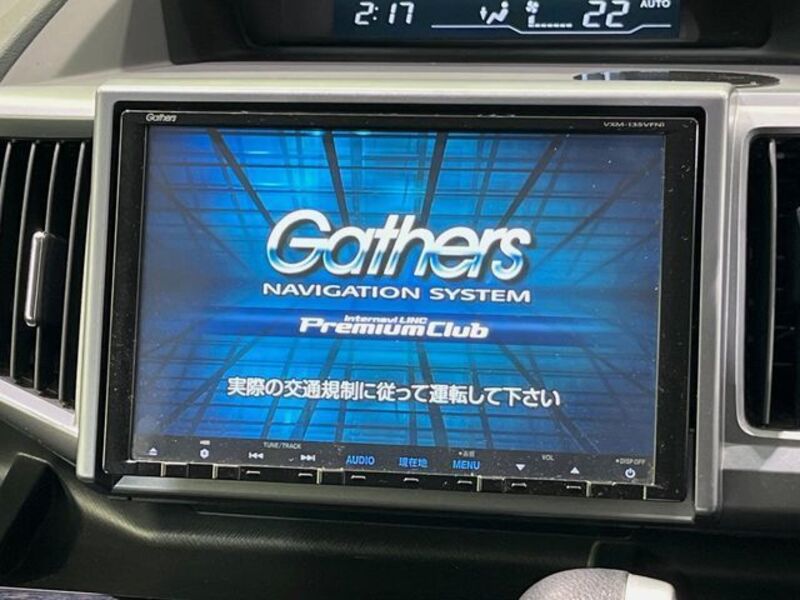 2:17 22 AUTO
Gathers VXM-135VFNi
Gathers
NAVIGATION SYSTEM
internavi LINC
PremiumClub
実際の交通規制に従って運転して下さい
TUNE/TRACK VOL DISP OFF
AUDIO 現在地 MENU